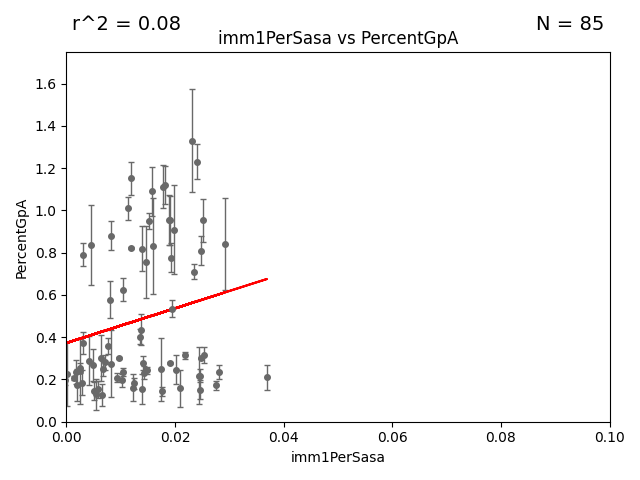 r^2 = 0.08
N = 85
imm1PerSasa vs PercentGpA
PercentGpA
1.6
1.4
1.2
1.0
0.8
0.6
0.4
0.2
0.0
0.00 0.02 0.04 0.06 0.08 0.10
imm1PerSasa